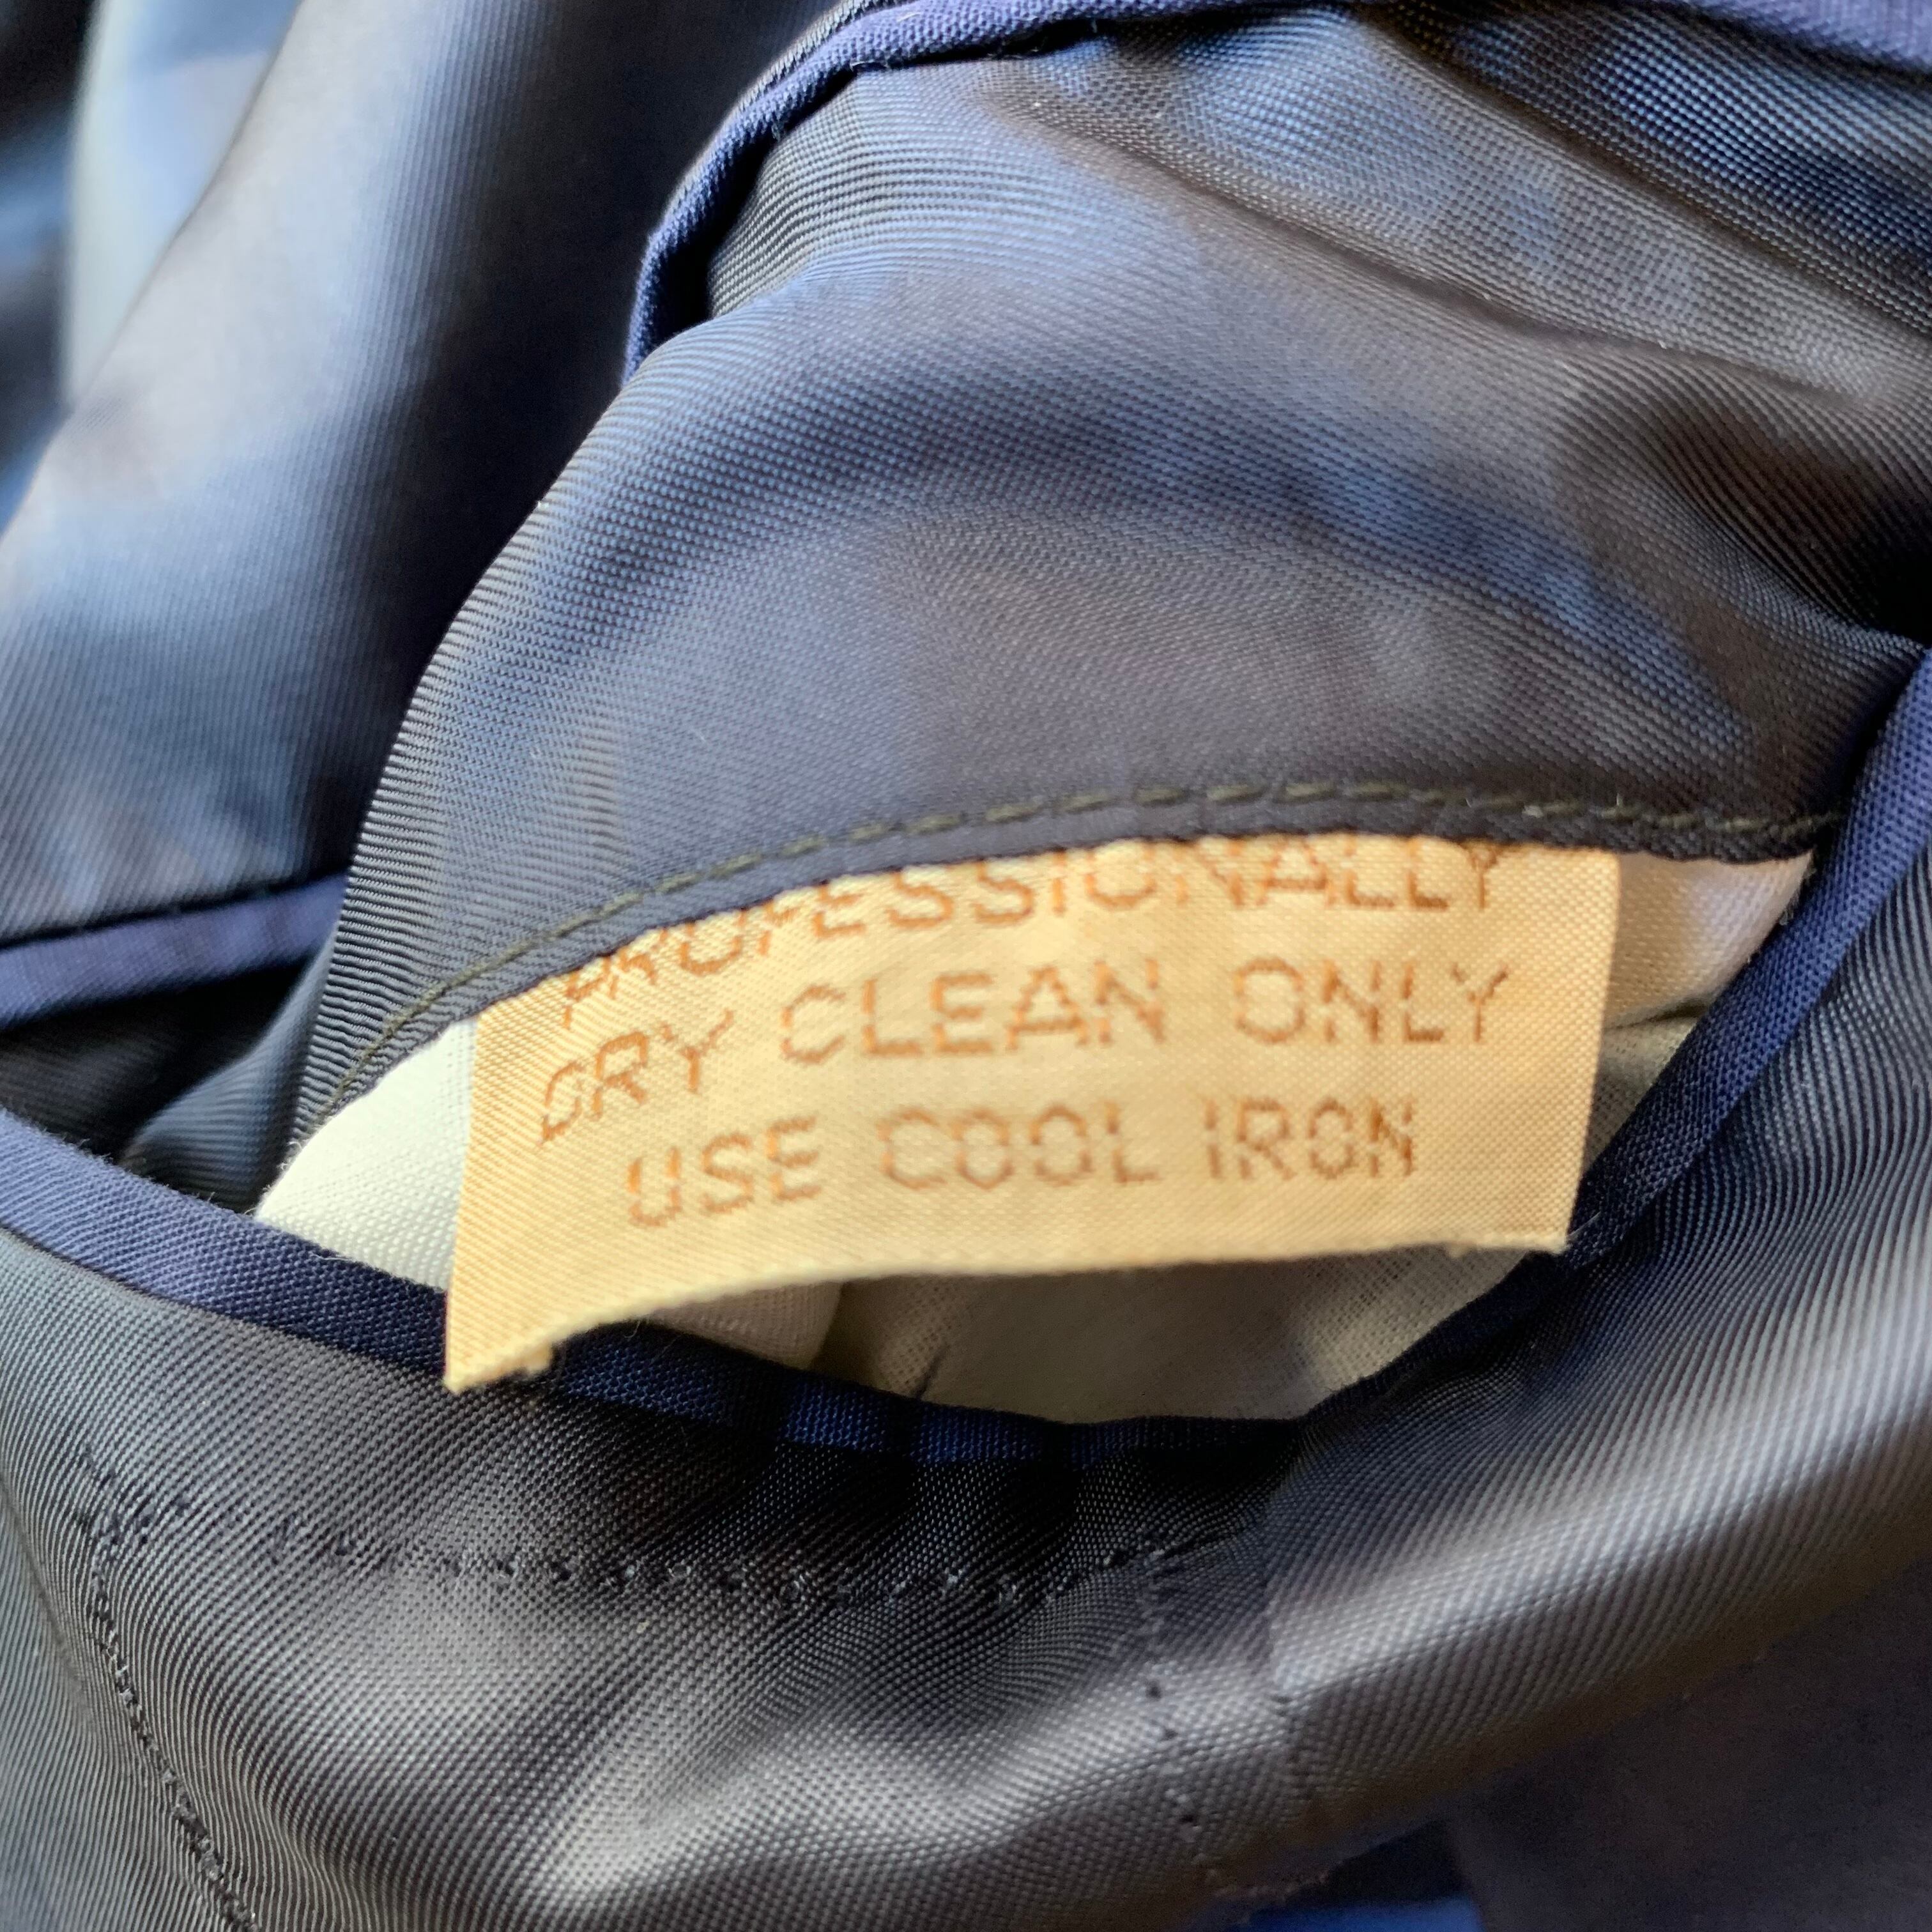 PROFESSIONALLY
DRY CLEAN ONLY
USE COOL IRON